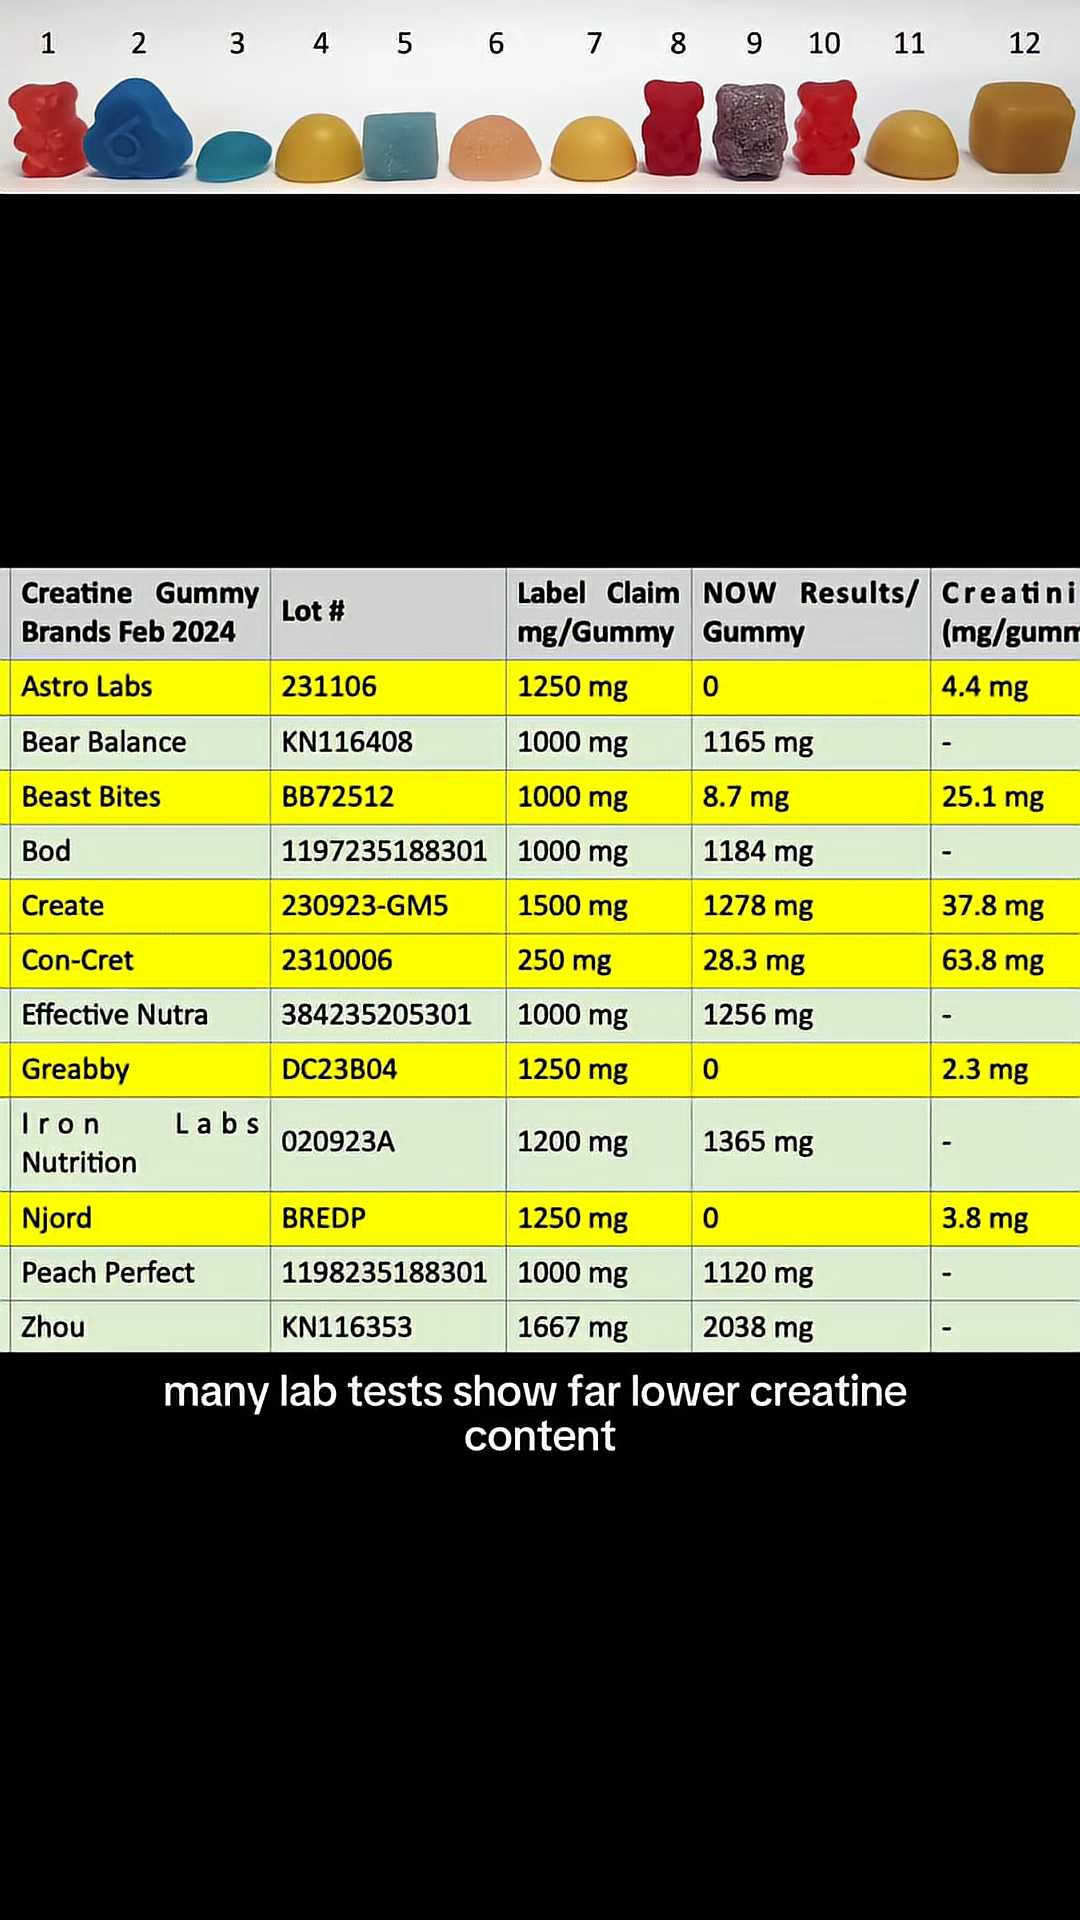 1 2 3 4 5 6 7 8 9 10 11 12
Creatine Gummy Brands Feb 2024 Lot # Label Claim mg/Gummy NOW Results/ Gummy Creatini (mg/gumm
Astro Labs 231106 1250 mg 0 4.4 mg
Bear Balance KN116408 1000 mg 1165 mg -
Beast Bites BB72512 1000 mg 8.7 mg 25.1 mg
Bod 1197235188301 1000 mg 1184 mg -
Create 230923-GM5 1500 mg 1278 mg 37.8 mg
Con-Cret 2310006 250 mg 28.3 mg 63.8 mg
Effective Nutra 384235205301 1000 mg 1256 mg -
Greabby DC23B04 1250 mg 0 2.3 mg
Iron Labs Nutrition 020923A 1200 mg 1365 mg -
Njord BREDP 1250 mg 0 3.8 mg
Peach Perfect 1198235188301 1000 mg 1120 mg -
Zhou KN116353 1667 mg 2038 mg -
many lab tests show far lower creatine
content